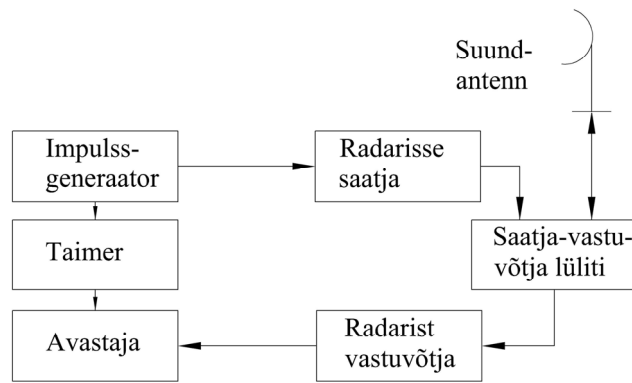 Suund-
antenn
Impulss-
generaator
Radarisse
saatja
Taimer
Saatja-vastu-
võtja lüliti
Avastaja
Radarist
vastuvõtja